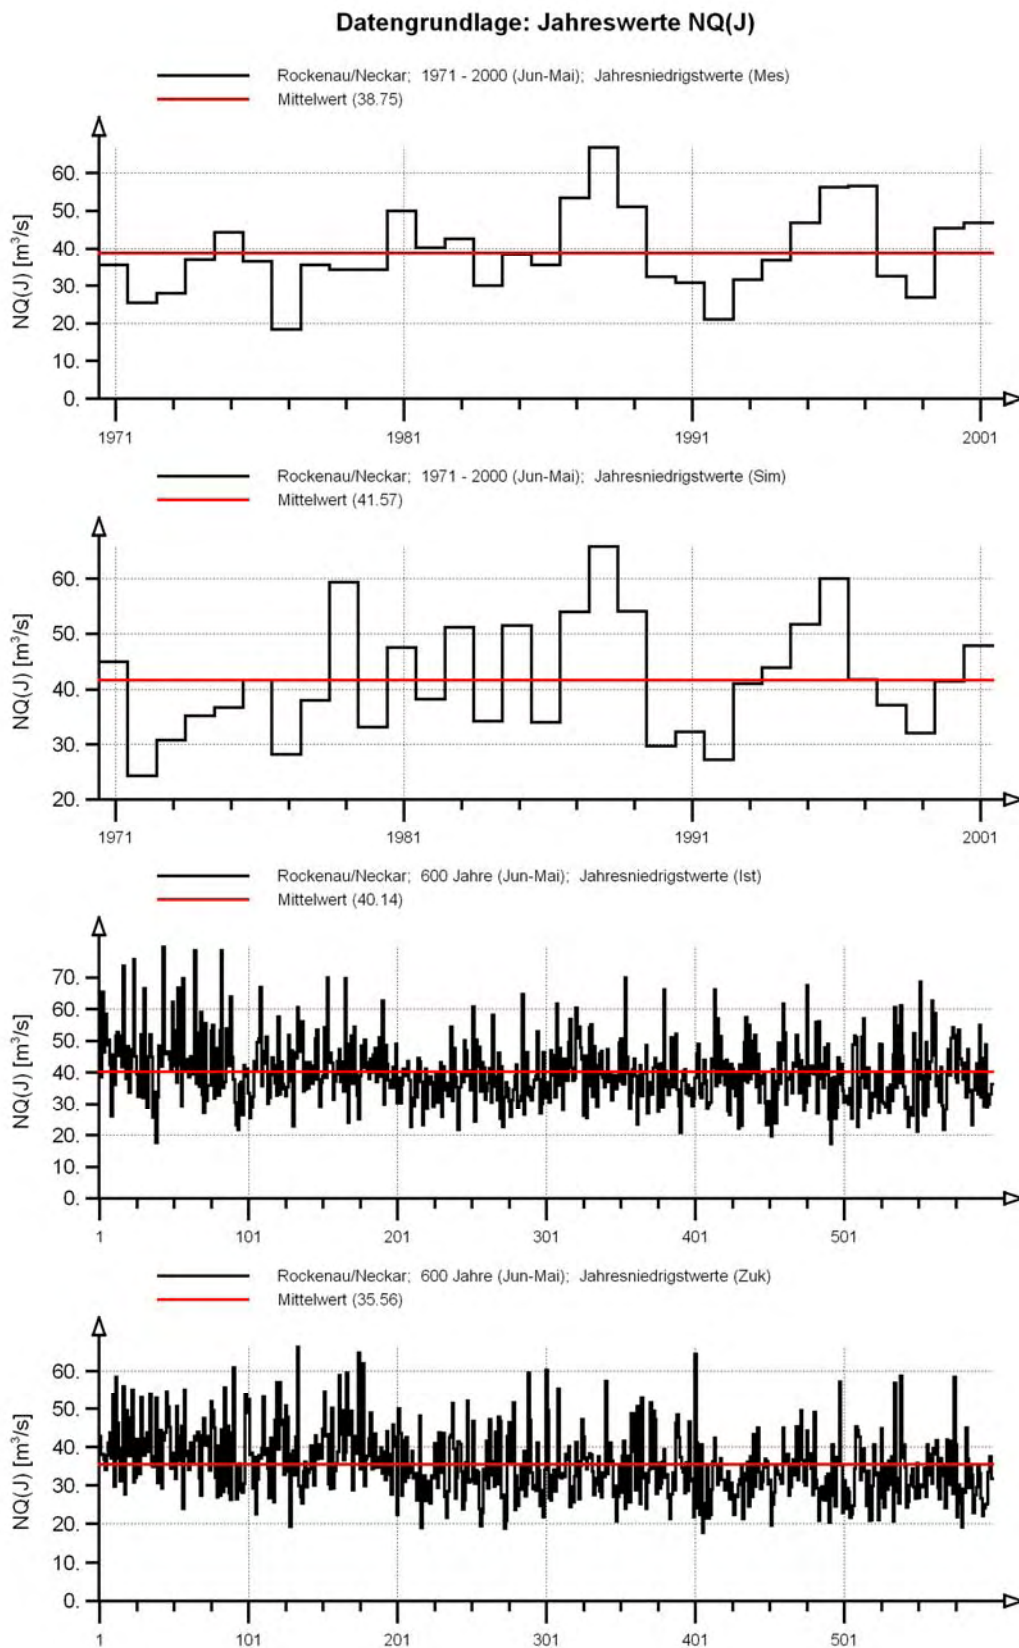 Datengrundlage: Jahreswerte NQ(J)
Rockenau/Neckar; 1971 - 2000 (Jun-Mai); Jahresniedrigstwerte (Mes)
Mittelwert (38.75)
NQ(J) [m³/s]
60.
50.
40.
30.
20.
10.
0.
1971 1981 1991 2001
Rockenau/Neckar; 1971 - 2000 (Jun-Mai); Jahresniedrigstwerte (Sim)
Mittelwert (41.57)
NQ(J) [m³/s]
60.
50.
40.
30.
20.
1971 1981 1991 2001
Rockenau/Neckar; 600 Jahre (Jun-Mai); Jahresniedrigstwerte (Ist)
Mittelwert (40.14)
NQ(J) [m³/s]
70.
60.
50.
40.
30.
20.
10.
0.
1 101 201 301 401 501
Rockenau/Neckar; 600 Jahre (Jun-Mai); Jahresniedrigstwerte (Zuk)
Mittelwert (35.56)
NQ(J) [m³/s]
60.
50.
40.
30.
20.
10.
0.
1 101 201 301 401 501